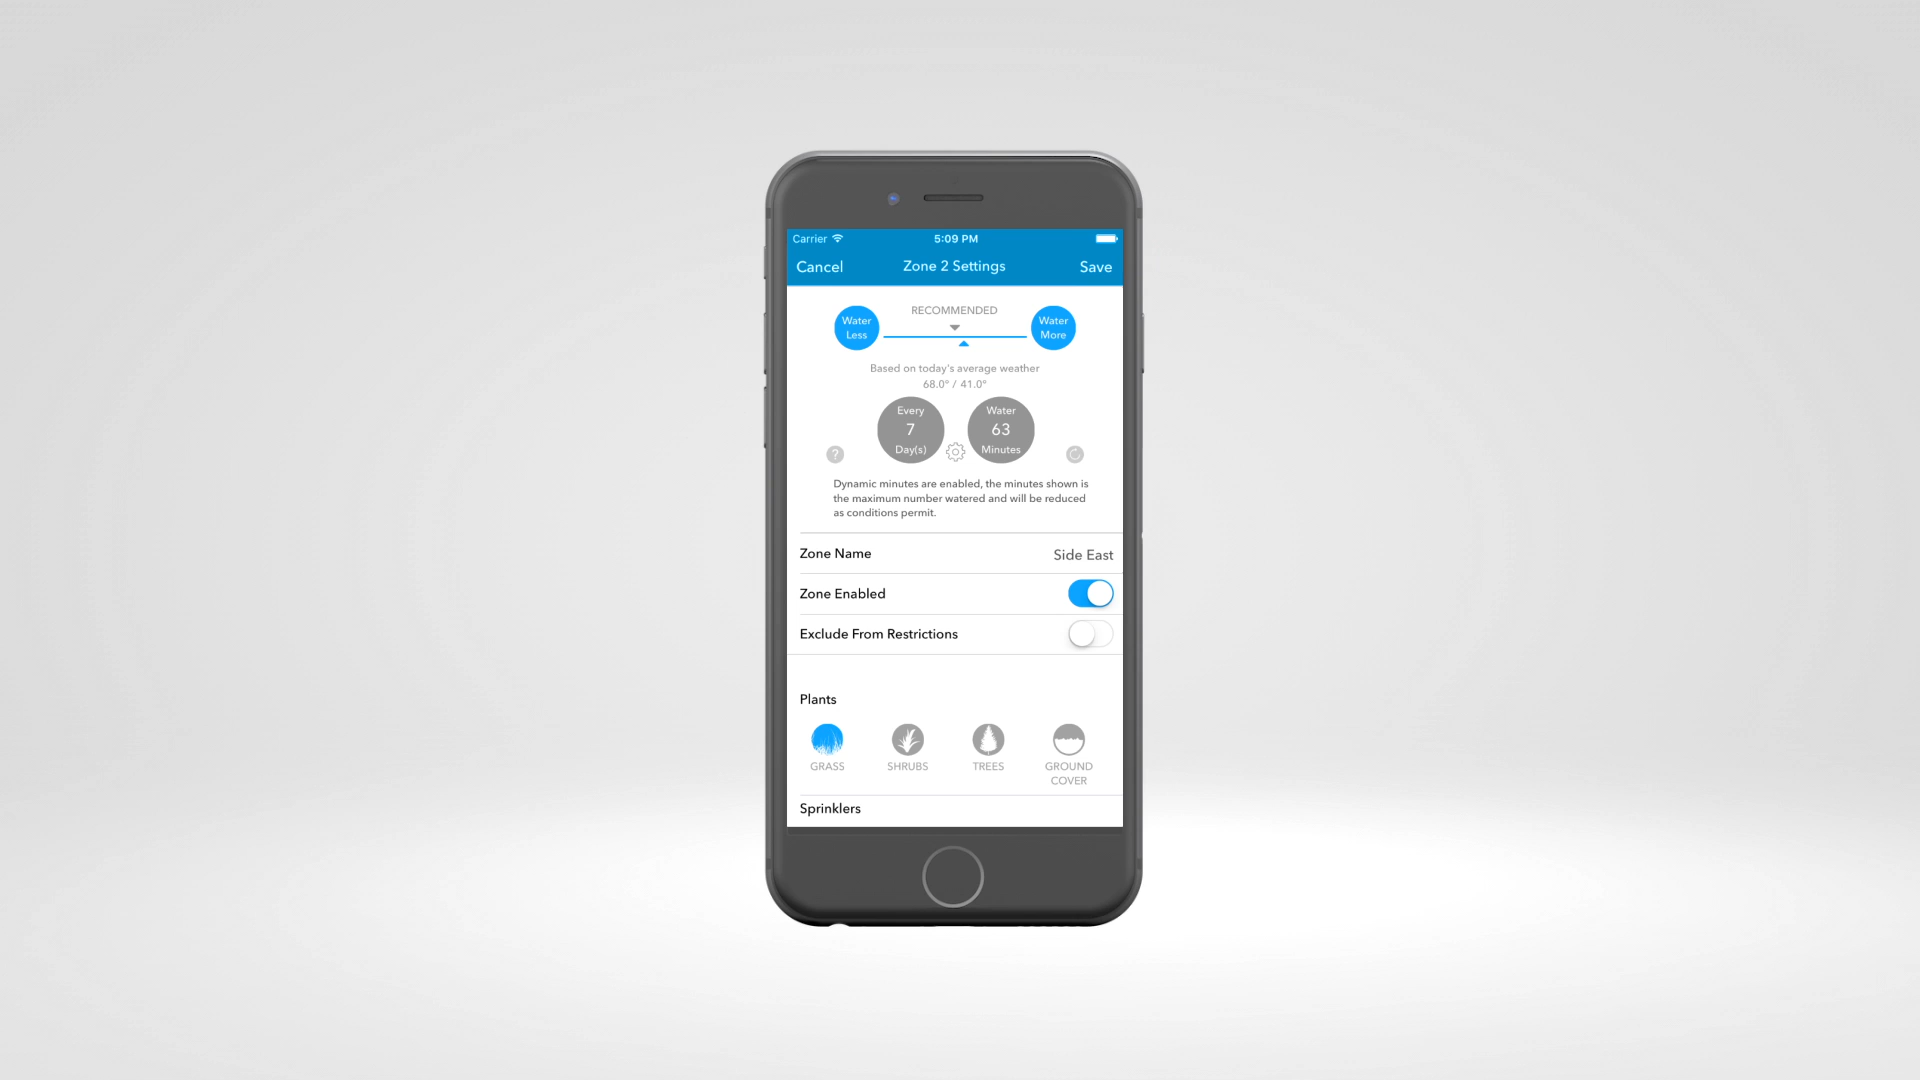 Carrier
5:09 PM
Cancel
Zone 2 Settings
Save
RECOMMENDED
Water
Less
Water
More
Based on today's average weather
68.0° / 41.0°
Every
7
Day(s)
Water
63
Minutes
?
Dynamic minutes are enabled, the minutes shown is
the maximum number watered and will be reduced
as conditions permit.
Zone Name
Side East
Zone Enabled
Exclude From Restrictions
Plants
GRASS
SHRUBS
TREES
GROUND
COVER
Sprinklers